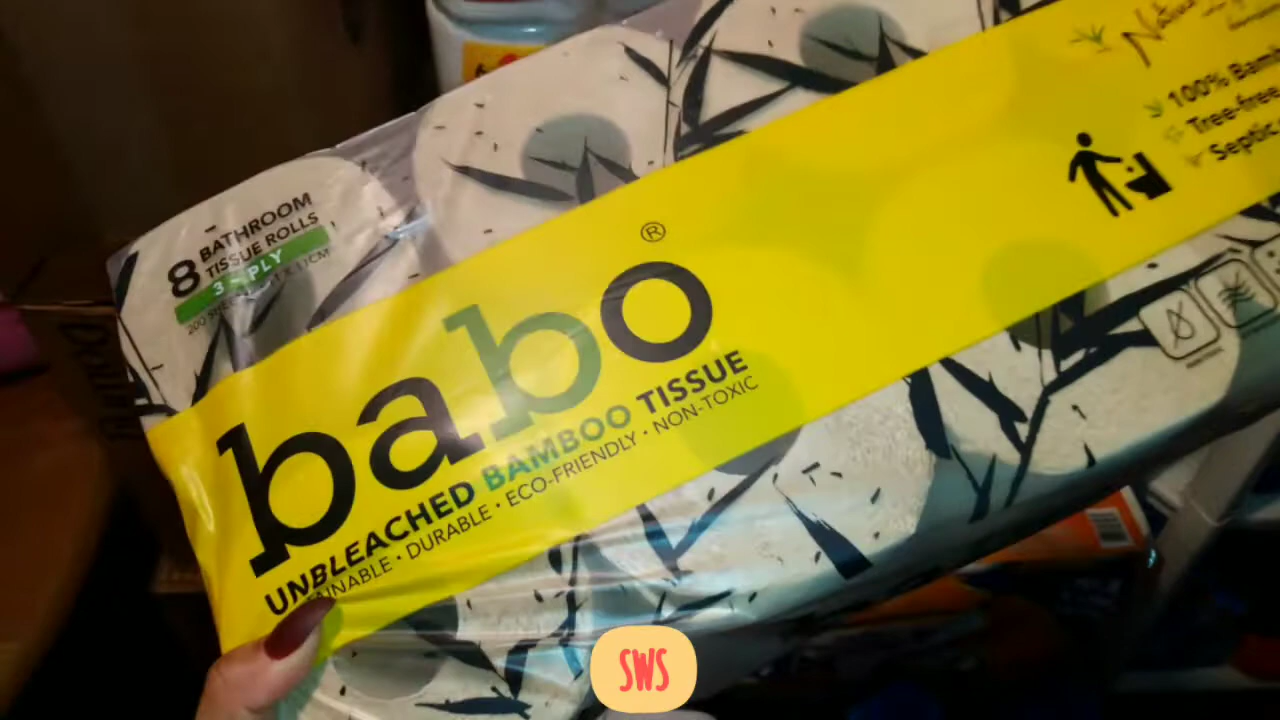 8 BATHROOM
TISSUE ROLLS
3 PLY
babo®
UNBLEACHED BAMBOO TISSUE
DURABLE · ECO-FRIENDLY · NON-TOXIC
100%
Tree-free
Septic
SWS